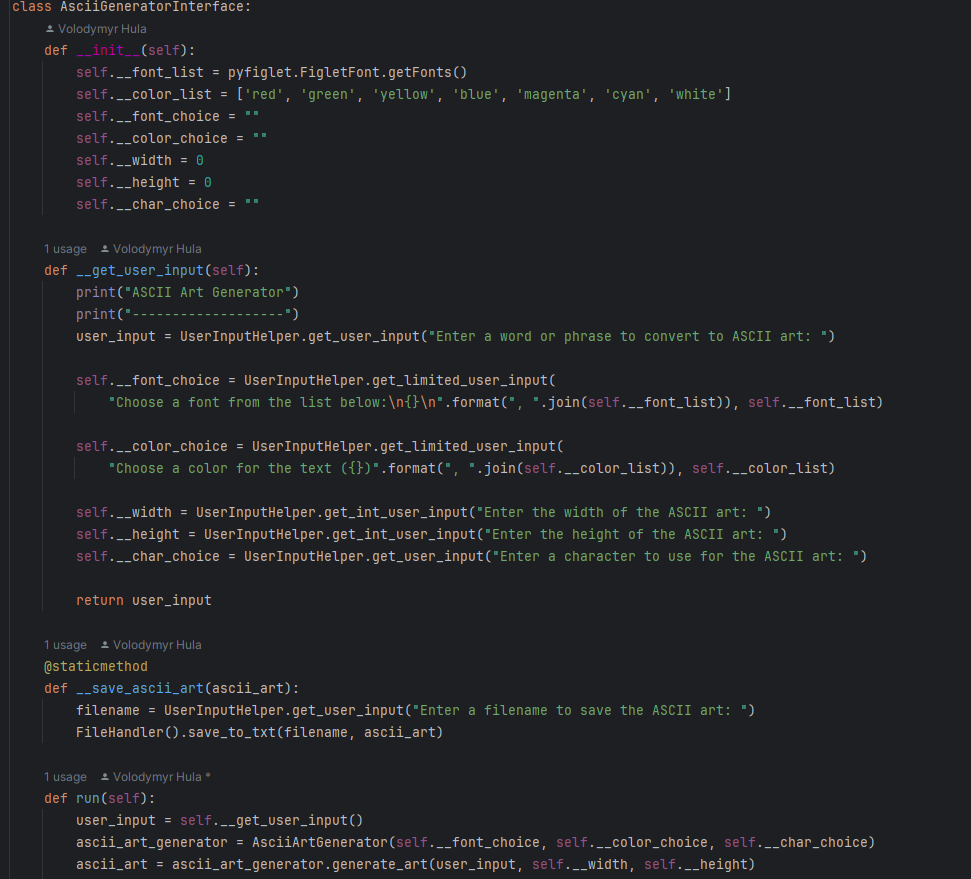 class AsciiGeneratorInterface:
Volodymyr Hula
def __init__(self):
self.__font_list = pyfiglet.FigletFont.getFonts()
self.__color_list = ['red', 'green', 'yellow', 'blue', 'magenta', 'cyan', 'white']
self.__font_choice = ""
self.__color_choice = ""
self.__width = 0
self.__height = 0
self.__char_choice = ""
1 usage Volodymyr Hula
def __get_user_input(self):
print("ASCII Art Generator")
print("-------------------")
user_input = UserInputHelper.get_user_input("Enter a word or phrase to convert to ASCII art: ")
self.__font_choice = UserInputHelper.get_limited_user_input(
"Choose a font from the list below:\n{}\n".format(", ".join(self.__font_list)), self.__font_list)
self.__color_choice = UserInputHelper.get_limited_user_input(
"Choose a color for the text ({})".format(", ".join(self.__color_list)), self.__color_list)
self.__width = UserInputHelper.get_int_user_input("Enter the width of the ASCII art: ")
self.__height = UserInputHelper.get_int_user_input("Enter the height of the ASCII art: ")
self.__char_choice = UserInputHelper.get_user_input("Enter a character to use for the ASCII art: ")
return user_input
1 usage Volodymyr Hula
@staticmethod
def __save_ascii_art(ascii_art):
filename = UserInputHelper.get_user_input("Enter a filename to save the ASCII art: ")
FileHandler().save_to_txt(filename, ascii_art)
1 usage Volodymyr Hula *
def run(self):
user_input = self.__get_user_input()
ascii_art_generator = AsciiArtGenerator(self.__font_choice, self.__color_choice, self.__char_choice)
ascii_art = ascii_art_generator.generate_art(user_input, self.__width, self.__height)